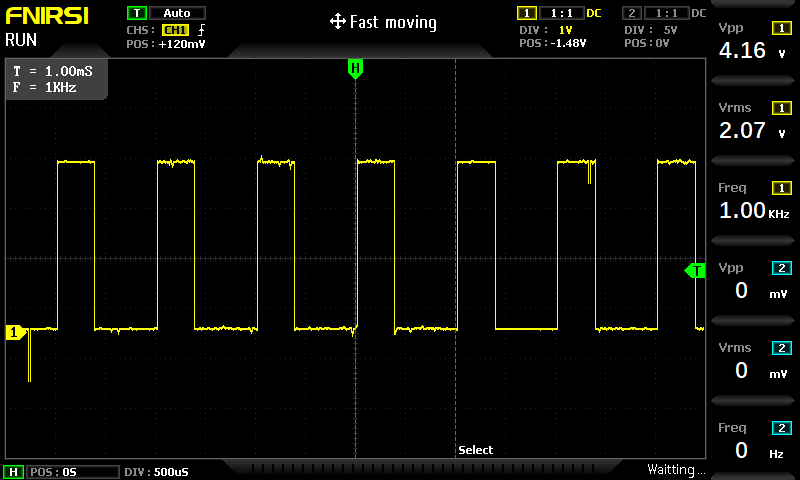 FNIRSI
RUN
T Auto
CHS: CH1
POS: +120mV
Fast moving
1 1:1 DC
DIV: 1V
POS: -1.48V
2 1:1 DC
DIV: 5V
POS: 0V
T = 1.00mS
F = 1KHz
H
T
1
Select
Vpp 1
4.16 V
Vrms 1
2.07 V
Freq 1
1.00 KHz
Vpp 2
0 mV
Vrms 2
0 mV
Freq 2
0 Hz
H POS: 0S DIV: 500uS
Waitting...